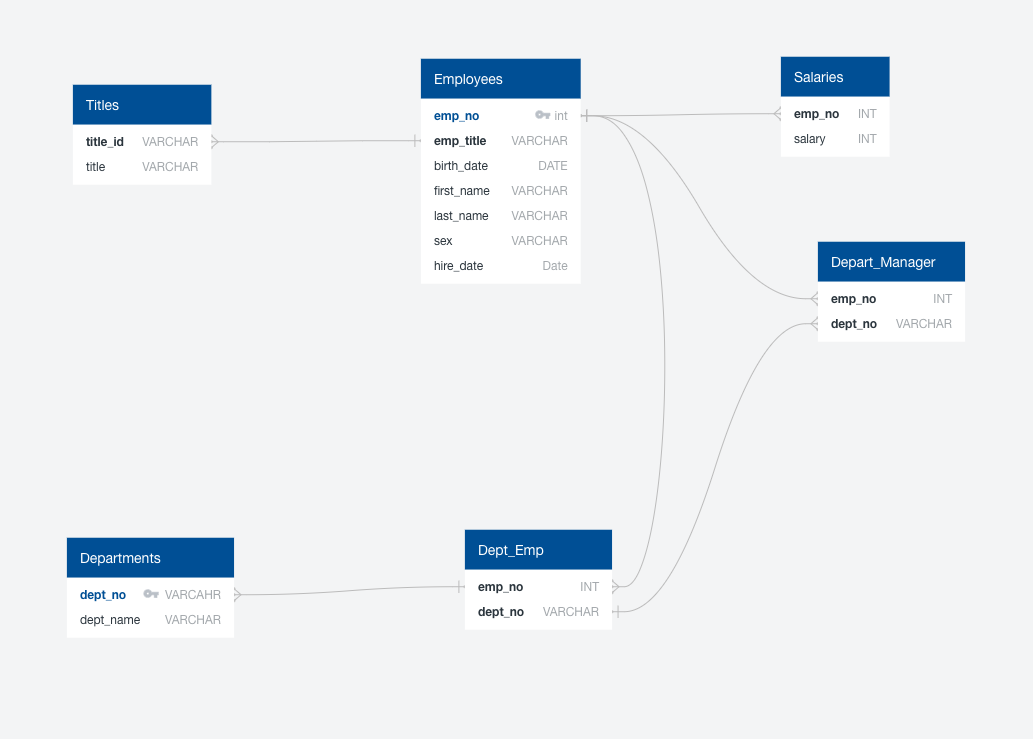 Titles
title_id VARCHAR
title VARCHAR
Employees
emp_no int
emp_title VARCHAR
birth_date DATE
first_name VARCHAR
last_name VARCHAR
sex VARCHAR
hire_date Date
Salaries
emp_no INT
salary INT
Depart_Manager
emp_no INT
dept_no VARCHAR
Departments
dept_no VARCAHR
dept_name VARCHAR
Dept_Emp
emp_no INT
dept_no VARCHAR